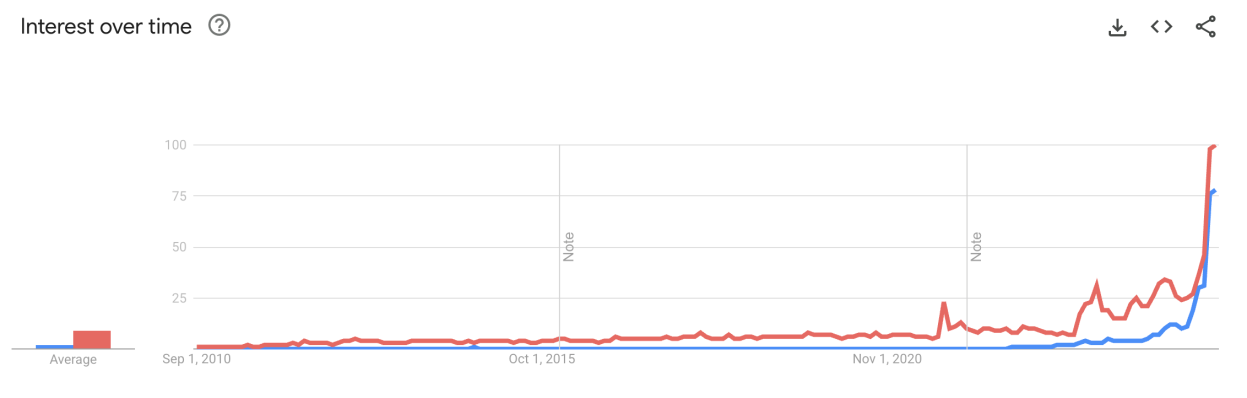 Interest over time
100
75
50
25
Note
Note
Average
Sep 1, 2010
Oct 1, 2015
Nov 1, 2020